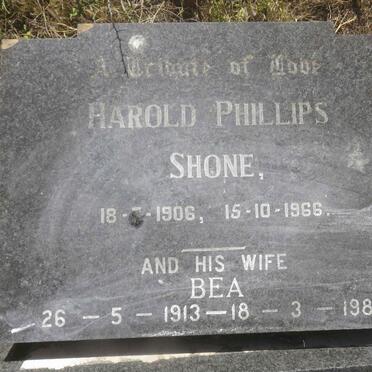 A Tribute of Love
HAROLD PHILLIPS
SHONE,
18- -1906, 15-10-1966.
AND HIS WIFE
BEA
26 - 5 - 1913 - 18 - 3 - 198